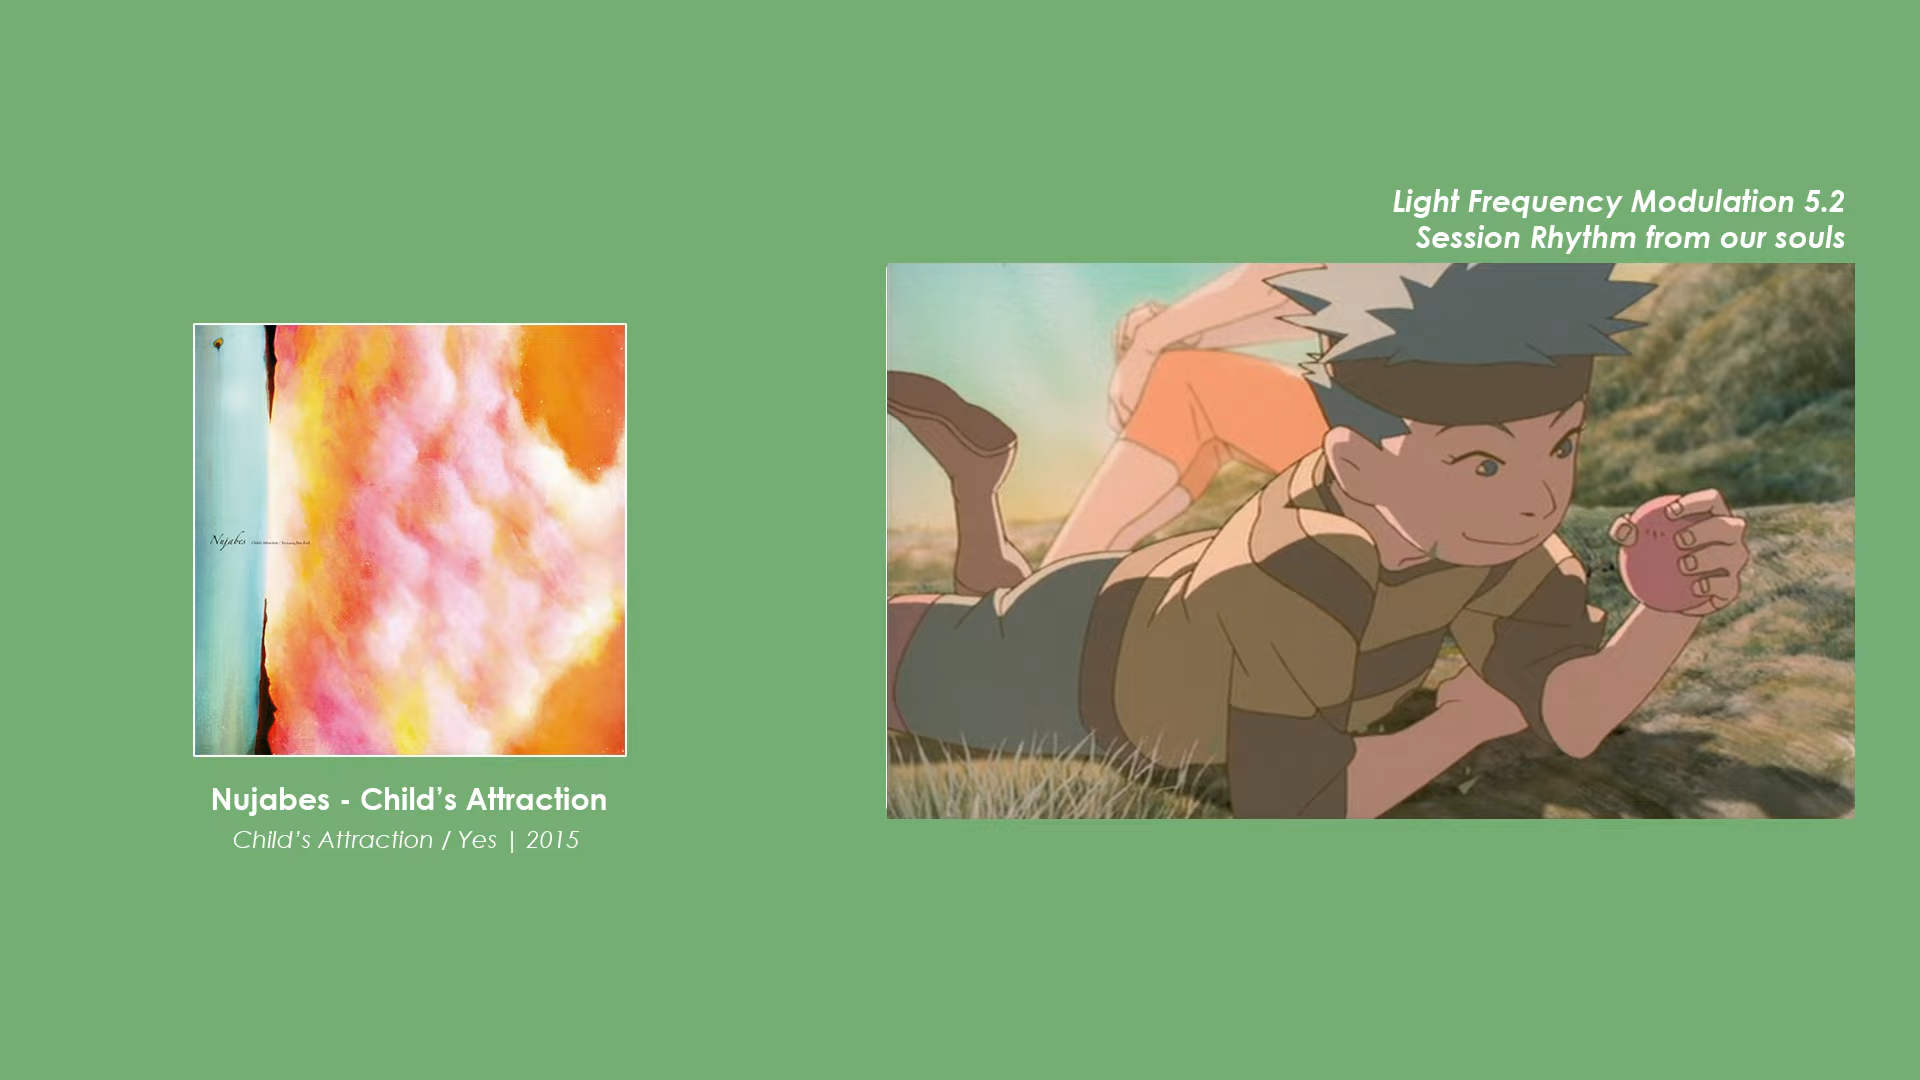 Light Frequency Modulation 5.2
Session Rhythm from our souls
Nujabes
Nujabes - Child’s Attraction
Child’s Attraction / Yes | 2015